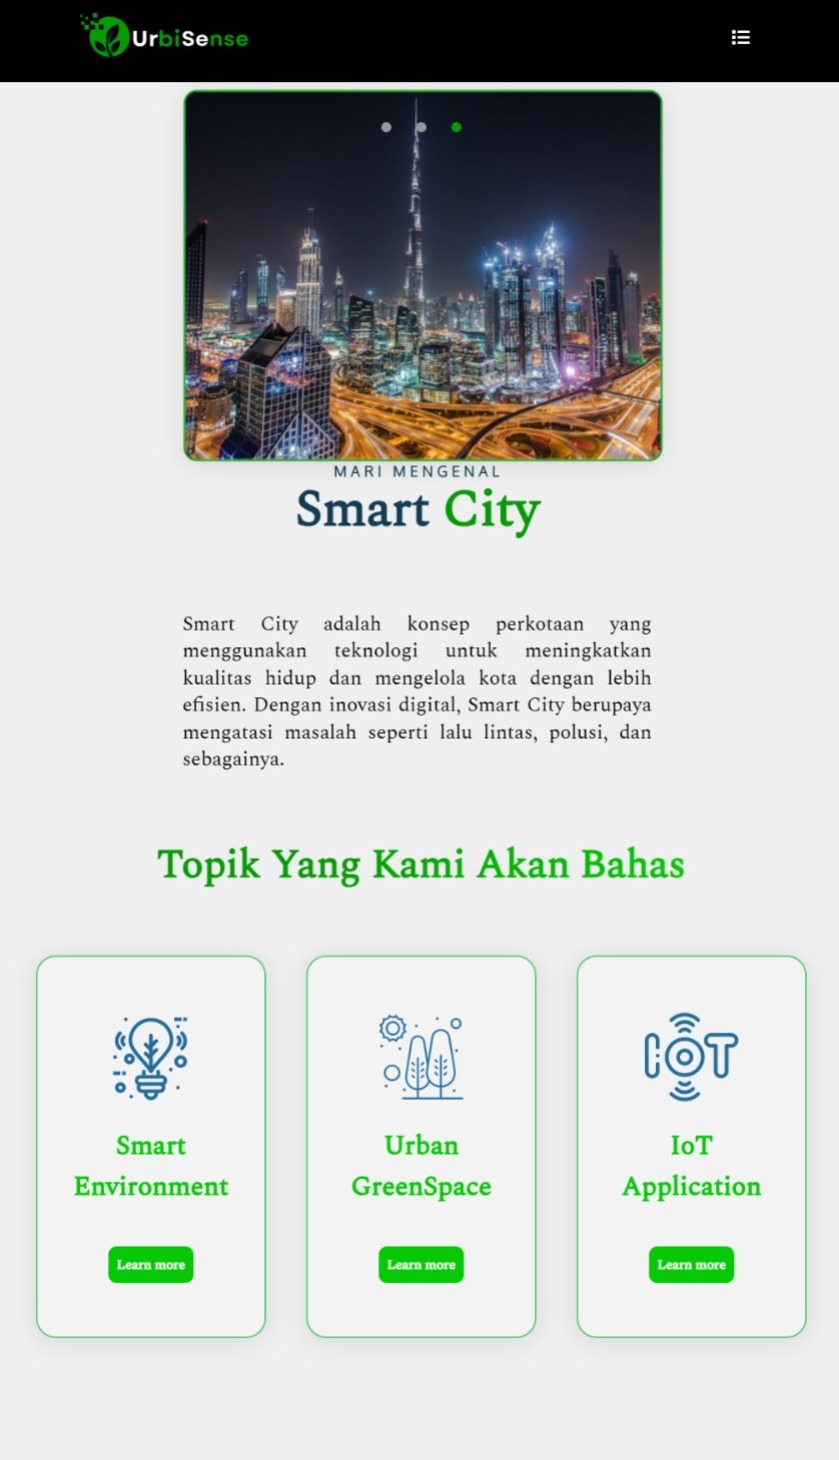 UrbiSense
MARI MENGENAL
Smart City
Smart City adalah konsep perkotaan yang
menggunakan teknologi untuk meningkatkan
kualitas hidup dan mengelola kota dengan lebih
efisien. Dengan inovasi digital, Smart City berupaya
mengatasi masalah seperti lalu lintas, polusi, dan
sebagainya.
Topik Yang Kami Akan Bahas
IOT
Smart
Environment
Learn more
Urban
GreenSpace
Learn more
IoT
Application
Learn more